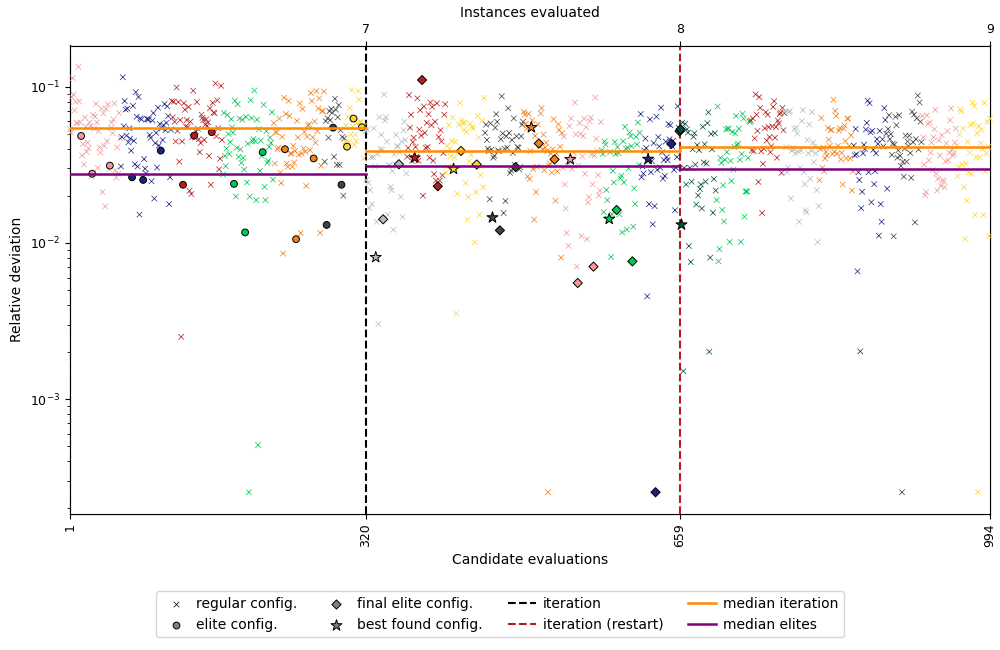 Instances evaluated
7 8 9
Relative deviation
10⁻¹
10⁻²
10⁻³
1 320 659 994
Candidate evaluations
regular config. final elite config. iteration median iteration
elite config. best found config. iteration (restart) median elites